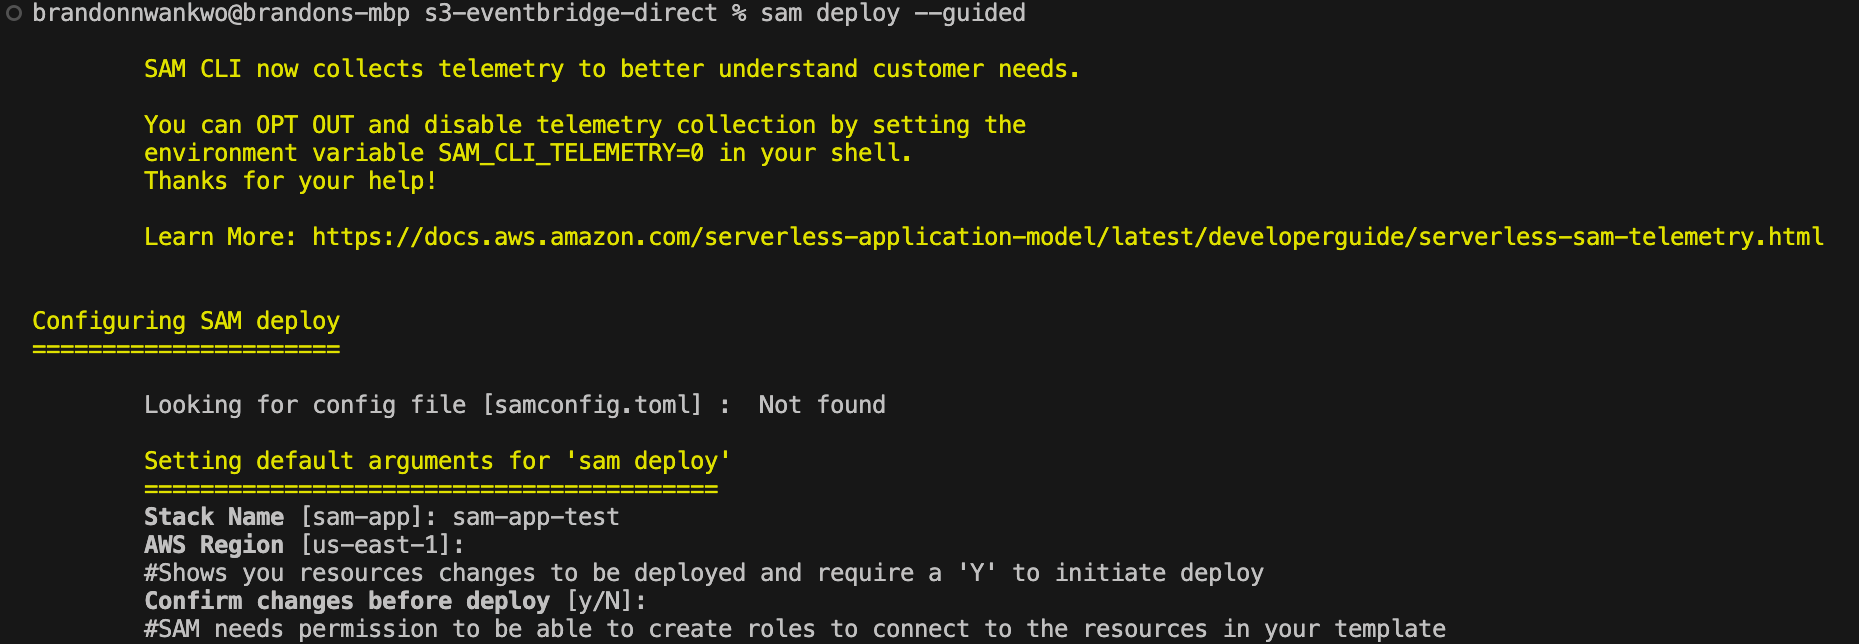 brandonnwankwo@brandons-mbp s3-eventbridge-direct % sam deploy --guided
SAM CLI now collects telemetry to better understand customer needs.
You can OPT OUT and disable telemetry collection by setting the
environment variable SAM_CLI_TELEMETRY=0 in your shell.
Thanks for your help!
Learn More: https://docs.aws.amazon.com/serverless-application-model/latest/developerguide/serverless-sam-telemetry.html
Configuring SAM deploy
======================
Looking for config file [samconfig.toml] :  Not found
Setting default arguments for 'sam deploy'
=========================================
Stack Name [sam-app]: sam-app-test
AWS Region [us-east-1]:
#Shows you resources changes to be deployed and require a 'Y' to initiate deploy
Confirm changes before deploy [y/N]:
#SAM needs permission to be able to create roles to connect to the resources in your template